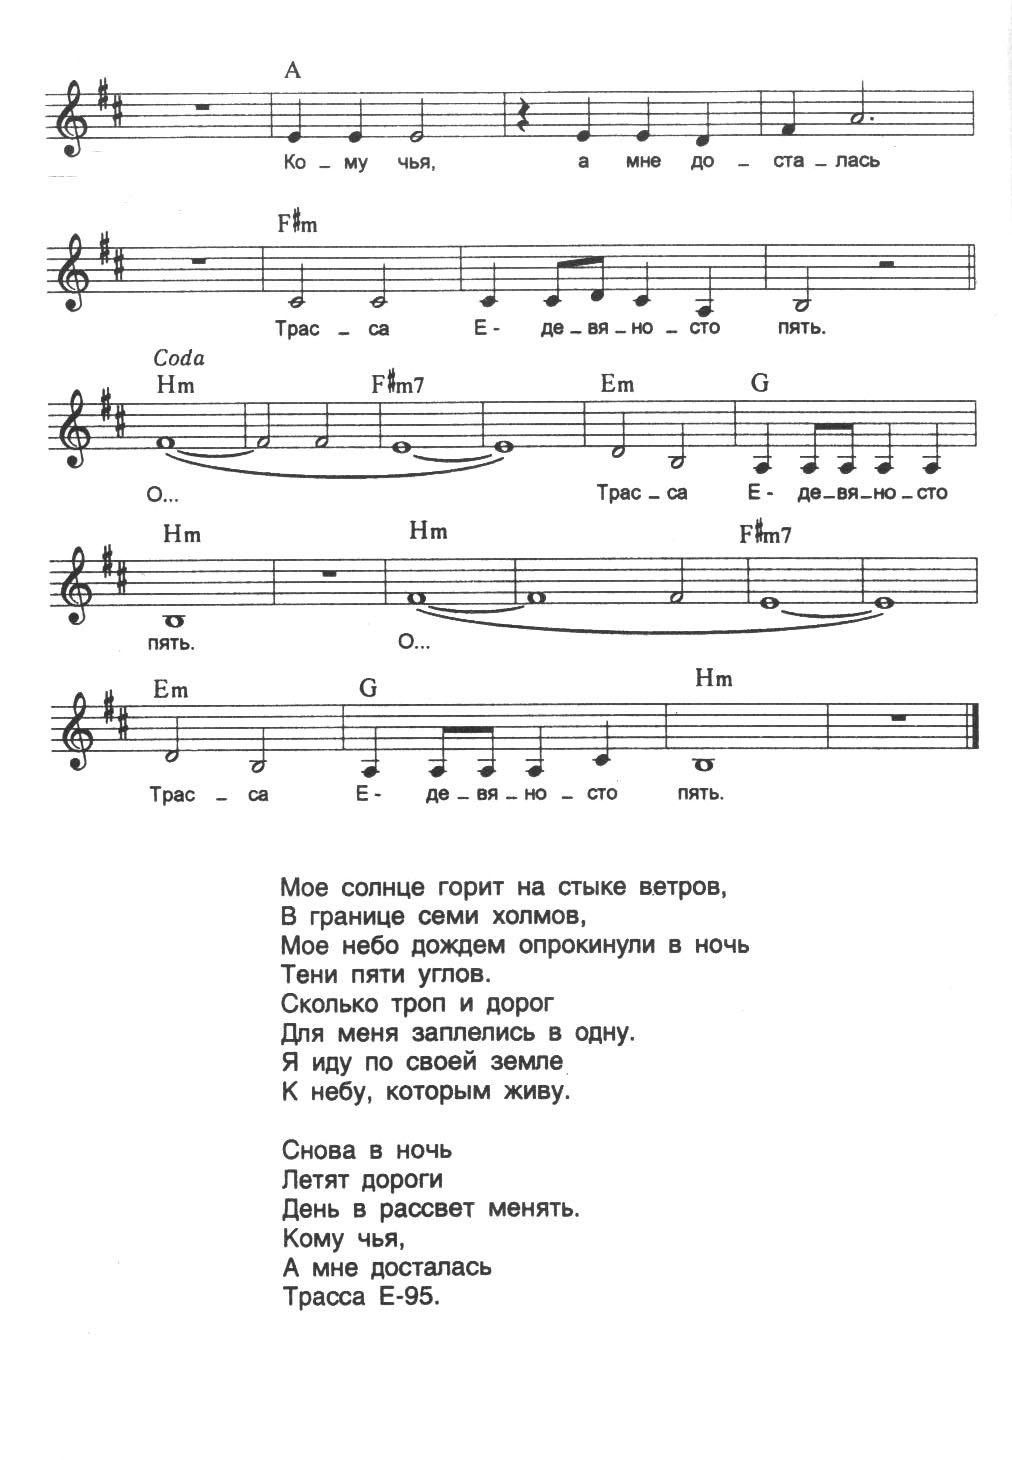 A
Ко – му чья, а мне до – ста – лась
F#m
Трас – са Е - де – вя – но – сто пять.
Coda
Hm F#m7 Em G
О... Трас – са Е - де – вя – но – сто
Hm Hm F#m7
пять. О...
Em G Hm
Трас – са Е - де – вя – но – сто пять.
Мое солнце горит на стыке ветров,
В границе семи холмов,
Мое небо дождем опрокинули в ночь
Тени пяти углов.
Сколько троп и дорог
Для меня заплелись в одну.
Я иду по своей земле
К небу, которым живу.
Снова в ночь
Летят дороги
День в рассвет менять.
Кому чья,
А мне досталась
Трасса Е-95.